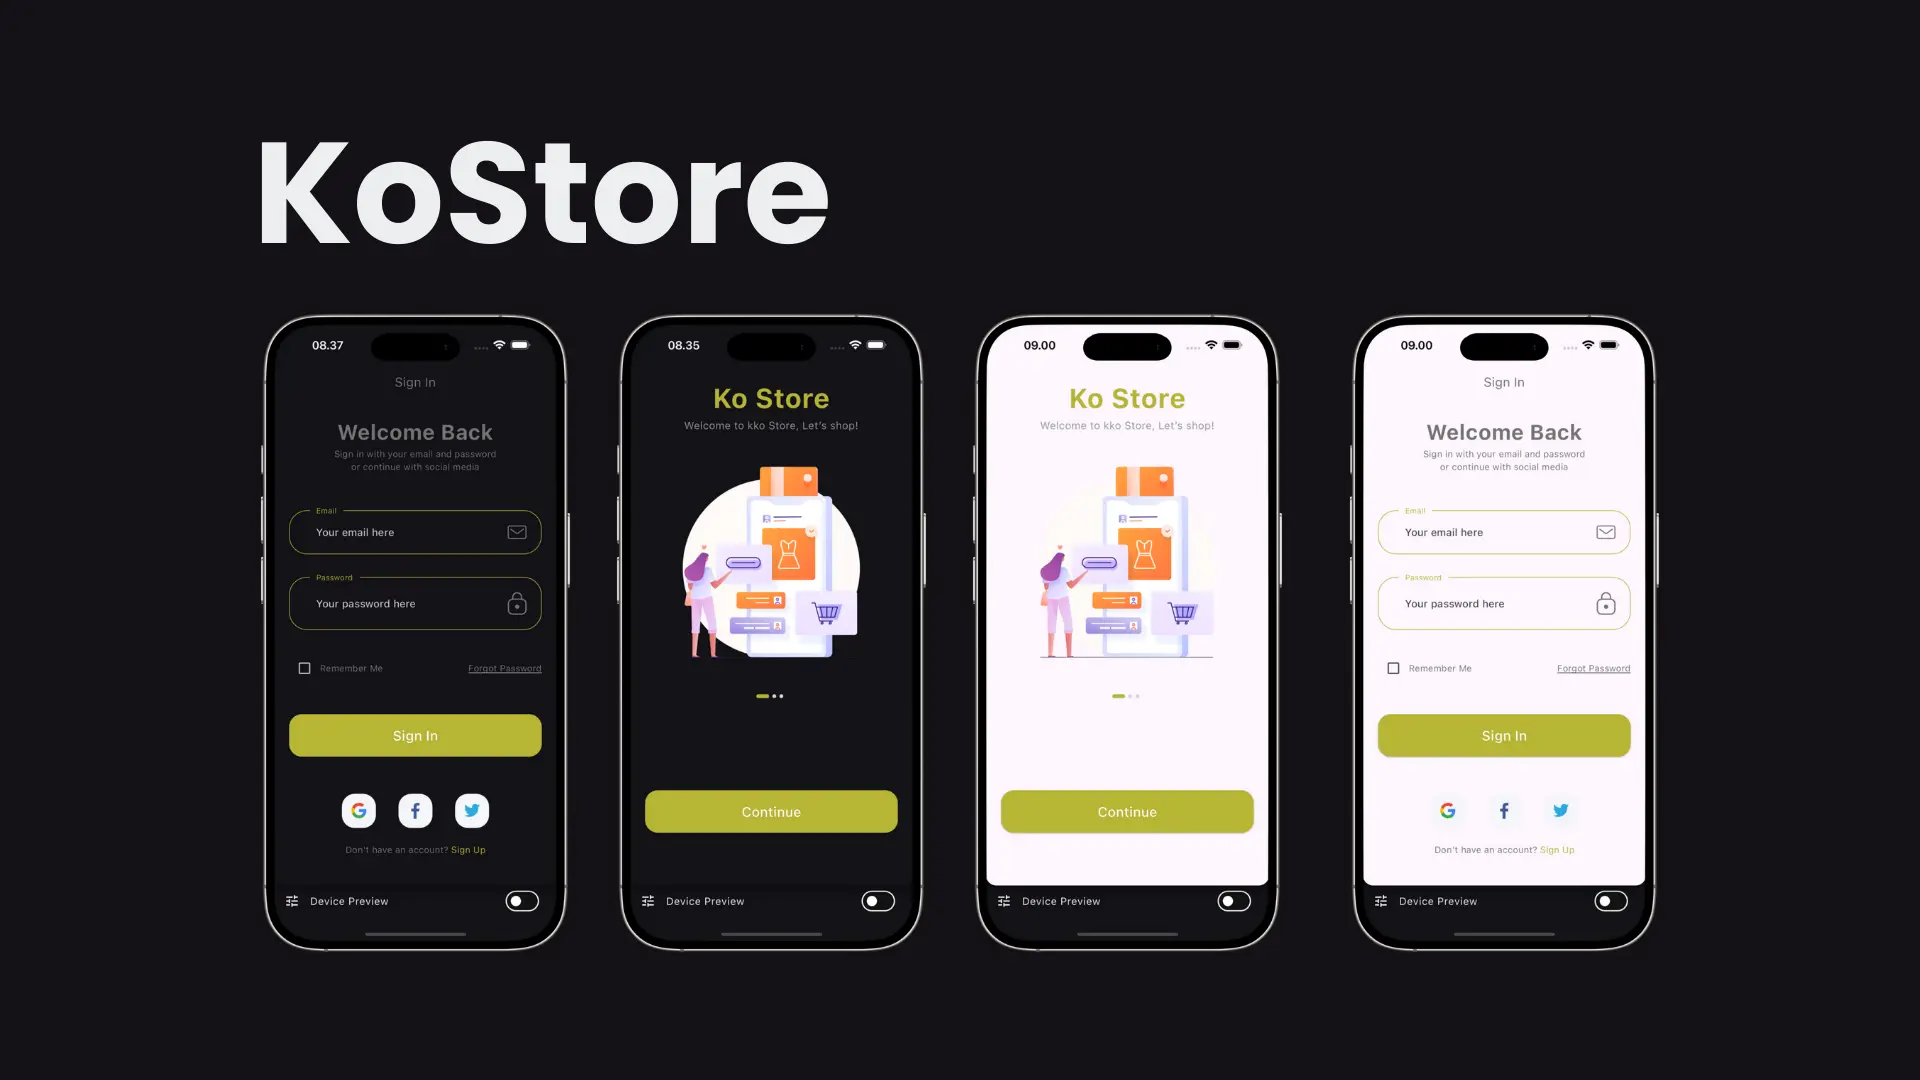 KoStore
08.37
Sign In
Welcome Back
Sign in with your email and password
or continue with social media
Email
Your email here
Password
Your password here
Remember Me
Forgot Password
Sign In
Don't have an account? Sign Up
Device Preview
08.35
Ko Store
Welcome to kko Store, Let's shop!
Continue
Device Preview
09.00
Ko Store
Welcome to kko Store, Let's shop!
Continue
Device Preview
09.00
Sign In
Welcome Back
Sign in with your email and password
or continue with social media
Email
Your email here
Password
Your password here
Remember Me
Forgot Password
Sign In
Don't have an account? Sign Up
Device Preview